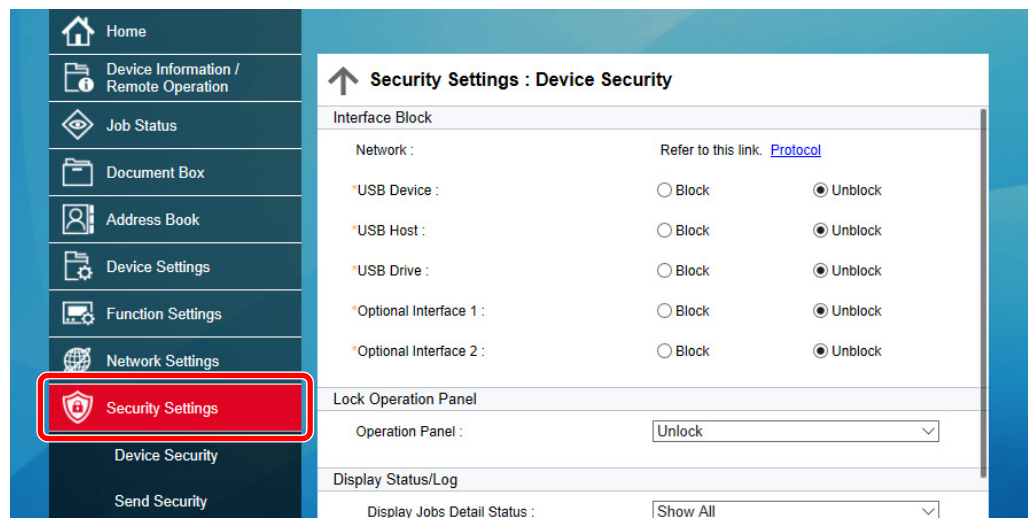 Home
Device Information /
Remote Operation
Job Status
Document Box
Address Book
Device Settings
Function Settings
Network Settings
Security Settings
Device Security
Send Security
Security Settings : Device Security
Interface Block
Network : Refer to this link. Protocol
*USB Device : Block Unblock
*USB Host : Block Unblock
*USB Drive : Block Unblock
*Optional Interface 1 : Block Unblock
*Optional Interface 2 : Block Unblock
Lock Operation Panel
Operation Panel : Unlock
Display Status/Log
Display Jobs Detail Status : Show All